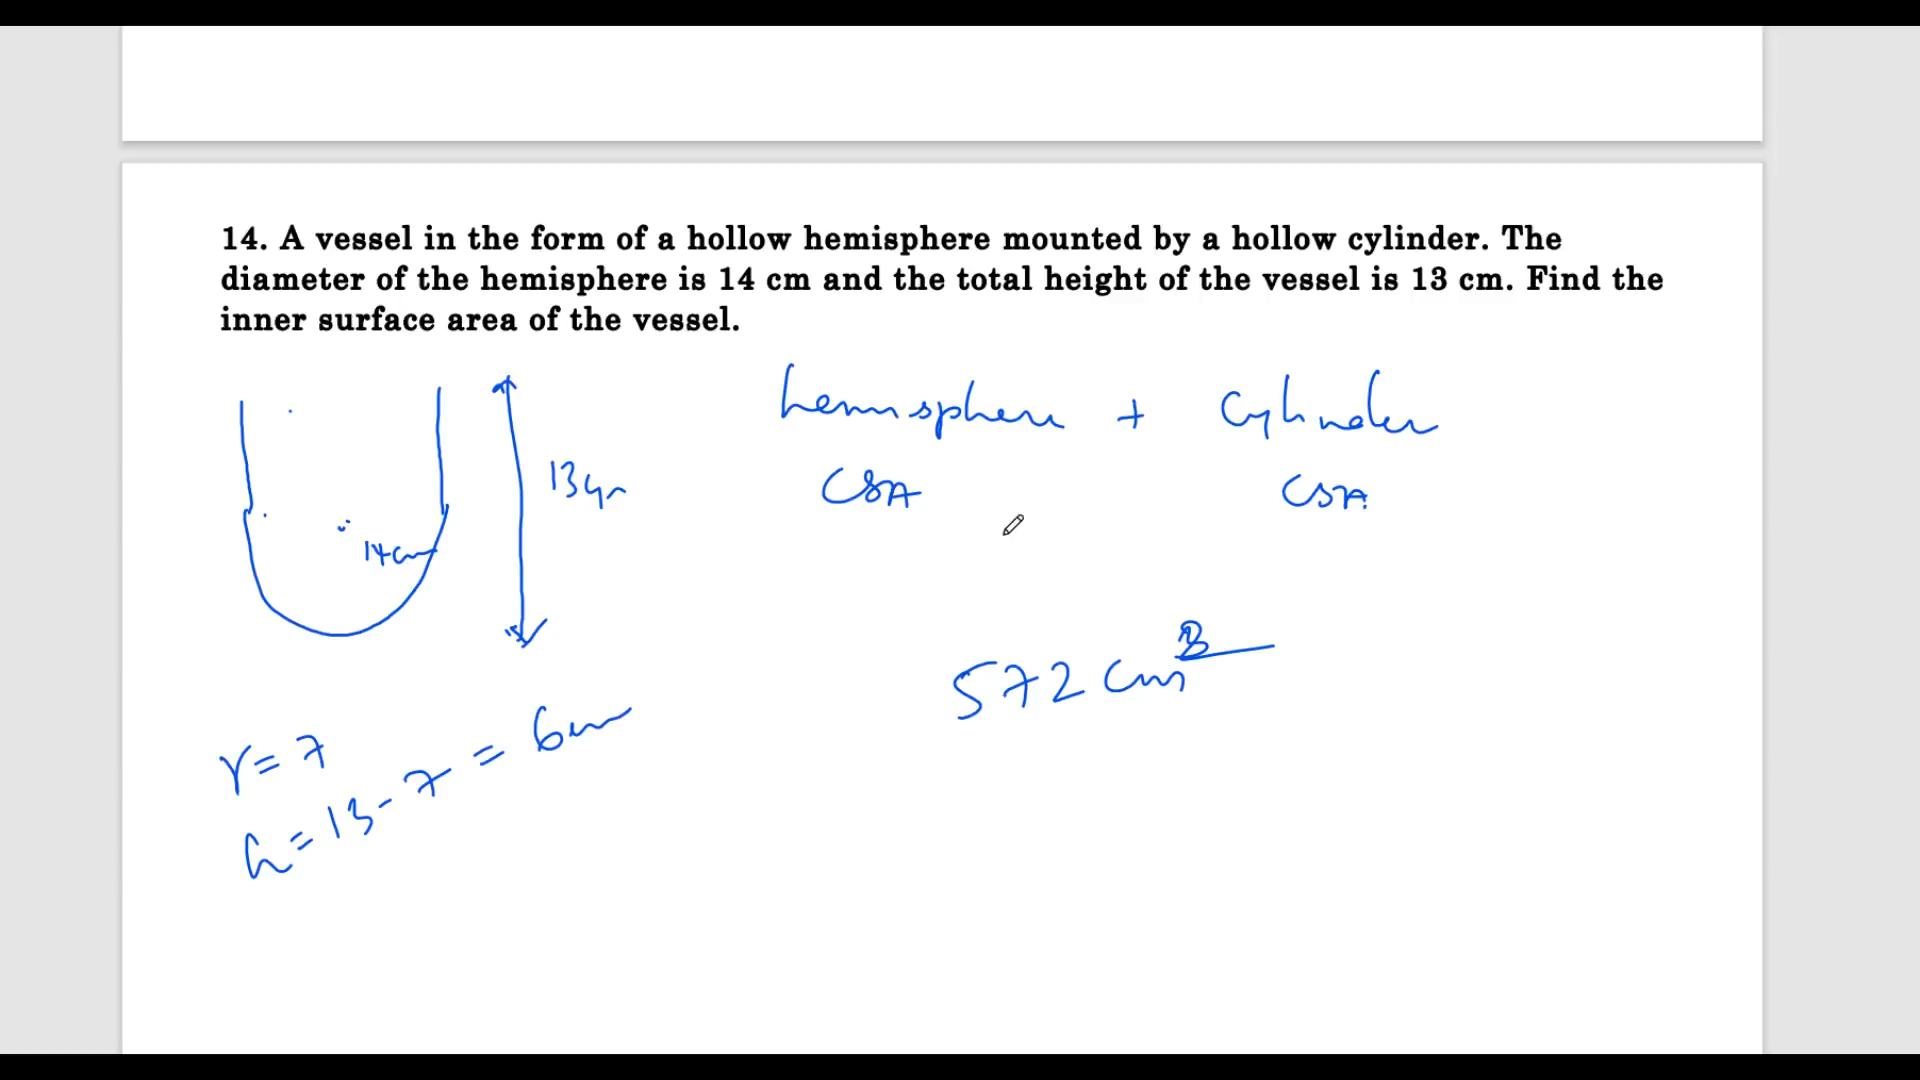 14. A vessel in the form of a hollow hemisphere mounted by a hollow cylinder. The
diameter of the hemisphere is 14 cm and the total height of the vessel is 13 cm. Find the
inner surface area of the vessel.
hemisphere + Cylinder
CSA CSA
13cm
14cm
572 cm
r = 7
h = 13 - 7 = 6cm